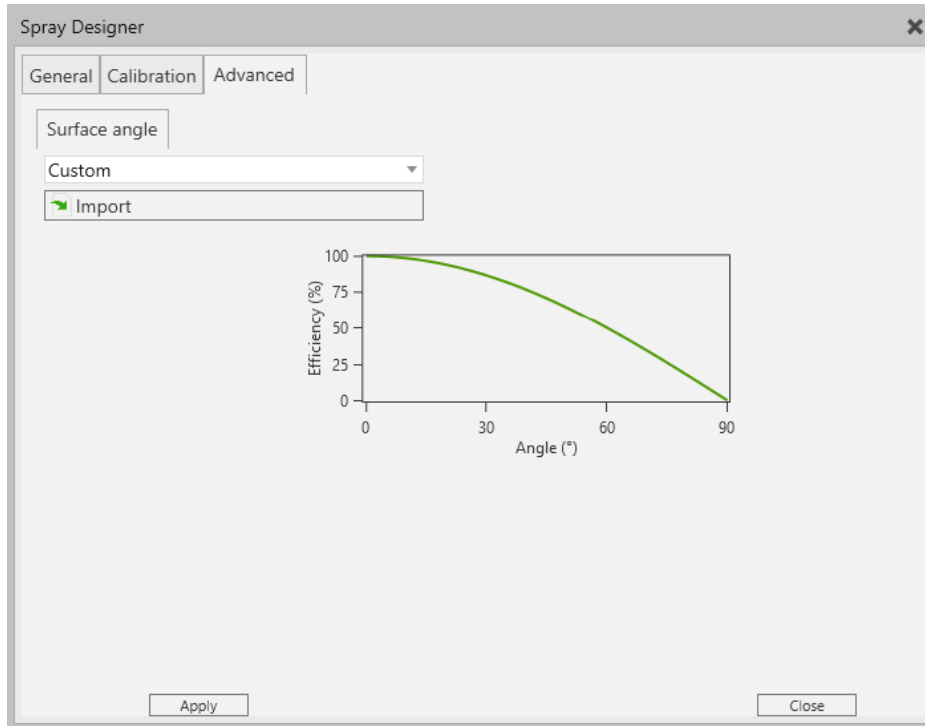 Spray Designer
General Calibration Advanced
Surface angle
Custom
Import
100
75
50
25
0
Efficiency (%)
0 30 60 90
Angle (°)
Apply Close